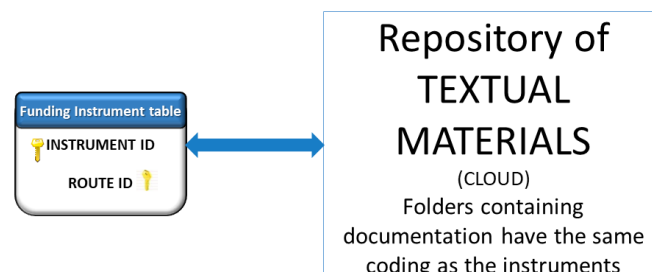 Funding Instrument table
INSTRUMENT ID
ROUTE ID
Repository of
TEXTUAL
MATERIALS
(CLOUD)
Folders containing
documentation have the same
coding as the instruments